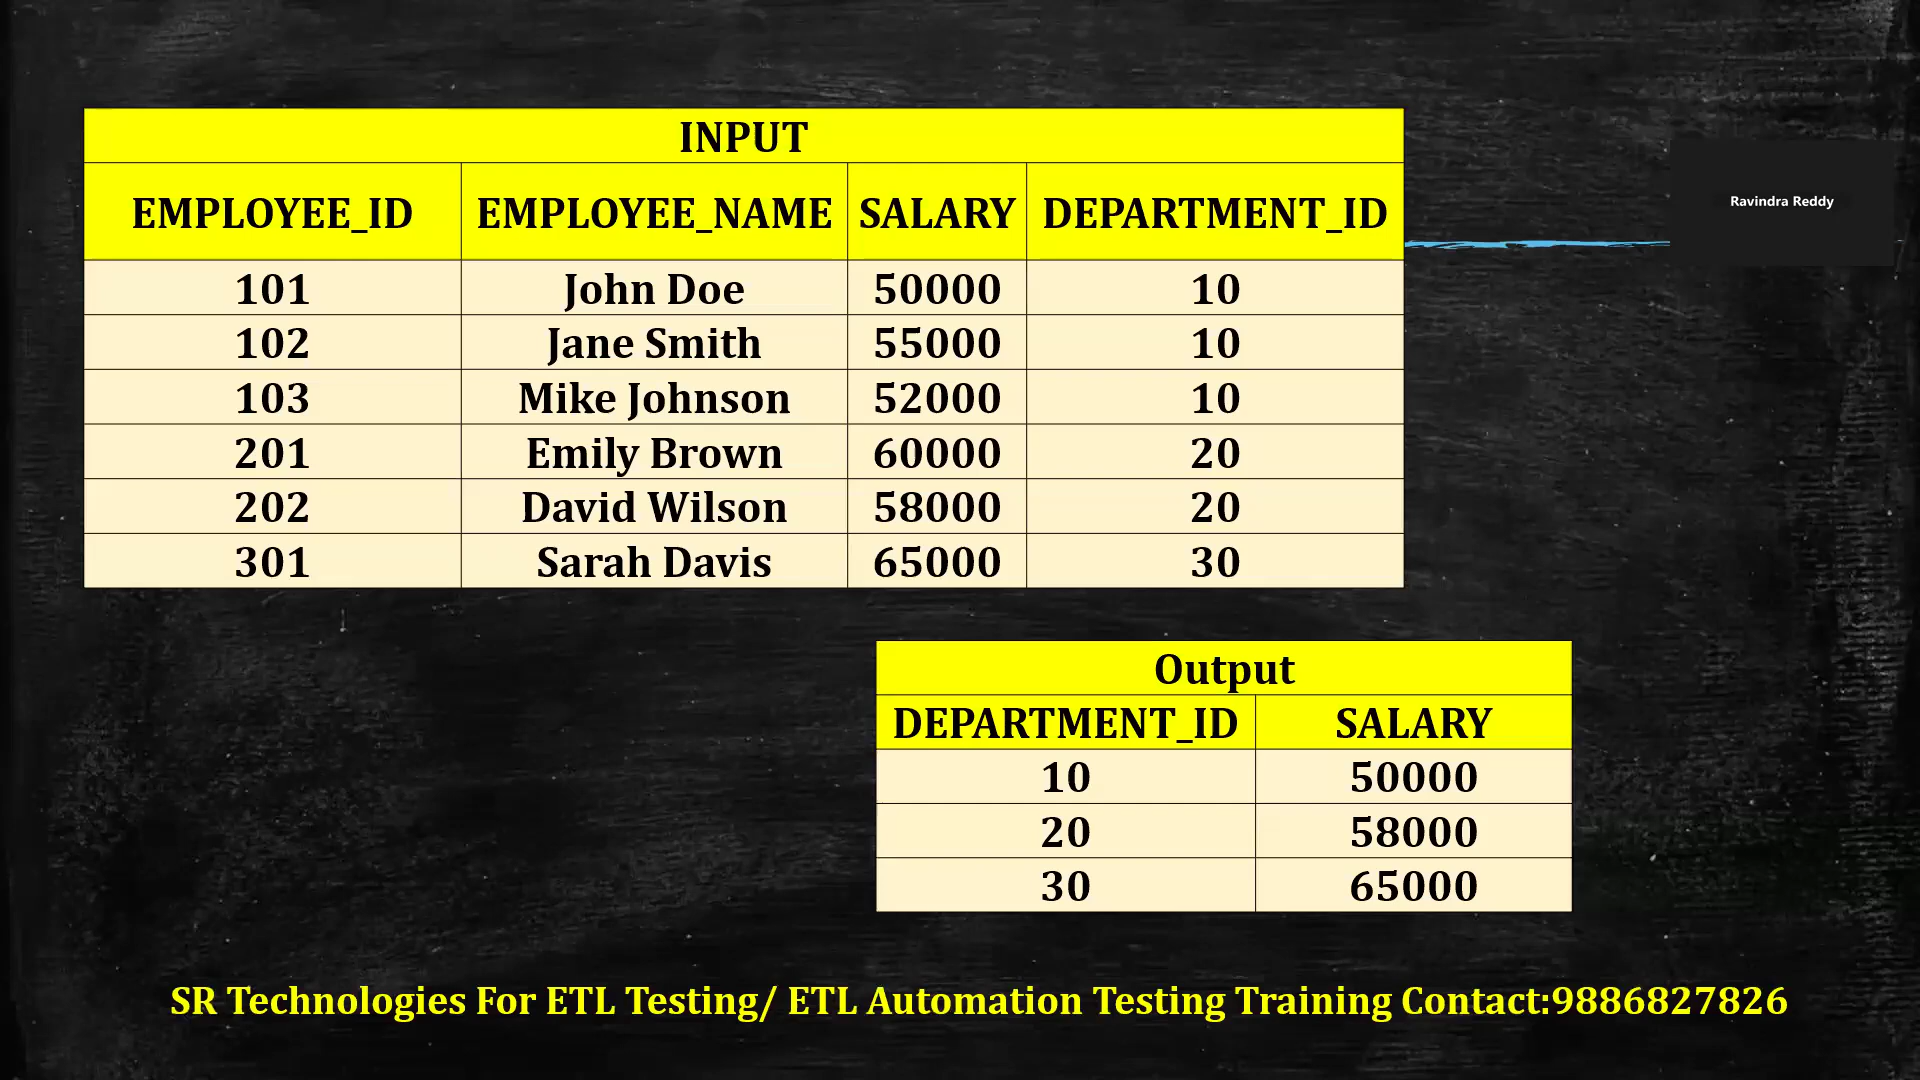 INPUT
EMPLOYEE_ID EMPLOYEE_NAME SALARY DEPARTMENT_ID
Ravindra Reddy
101 John Doe 50000 10
102 Jane Smith 55000 10
103 Mike Johnson 52000 10
201 Emily Brown 60000 20
202 David Wilson 58000 20
301 Sarah Davis 65000 30
Output
DEPARTMENT_ID SALARY
10 50000
20 58000
30 65000
SR Technologies For ETL Testing/ ETL Automation Testing Training Contact:9886827826